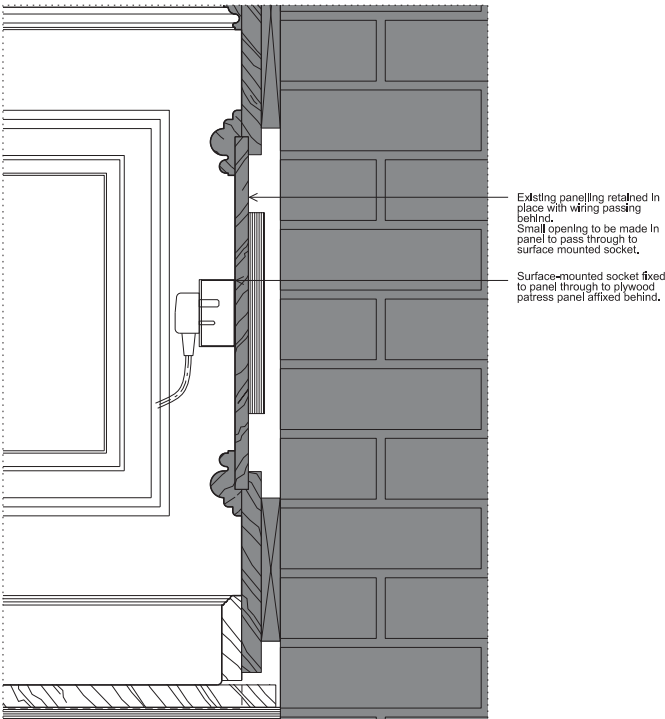 Existing panelling retained in
place with wiring passing
behind.
Small opening to be made in
panel to pass through to
surface mounted socket.
Surface-mounted socket fixed
to panel through to plywood
patress panel affixed behind.